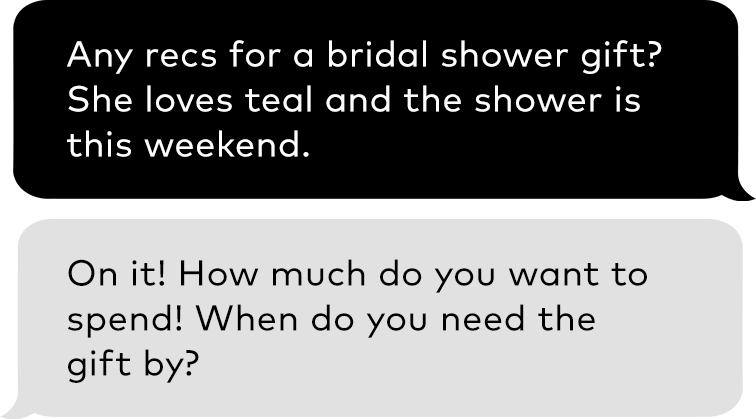 Any recs for a bridal shower gift?
She loves teal and the shower is
this weekend.
On it! How much do you want to
spend! When do you need the
gift by?